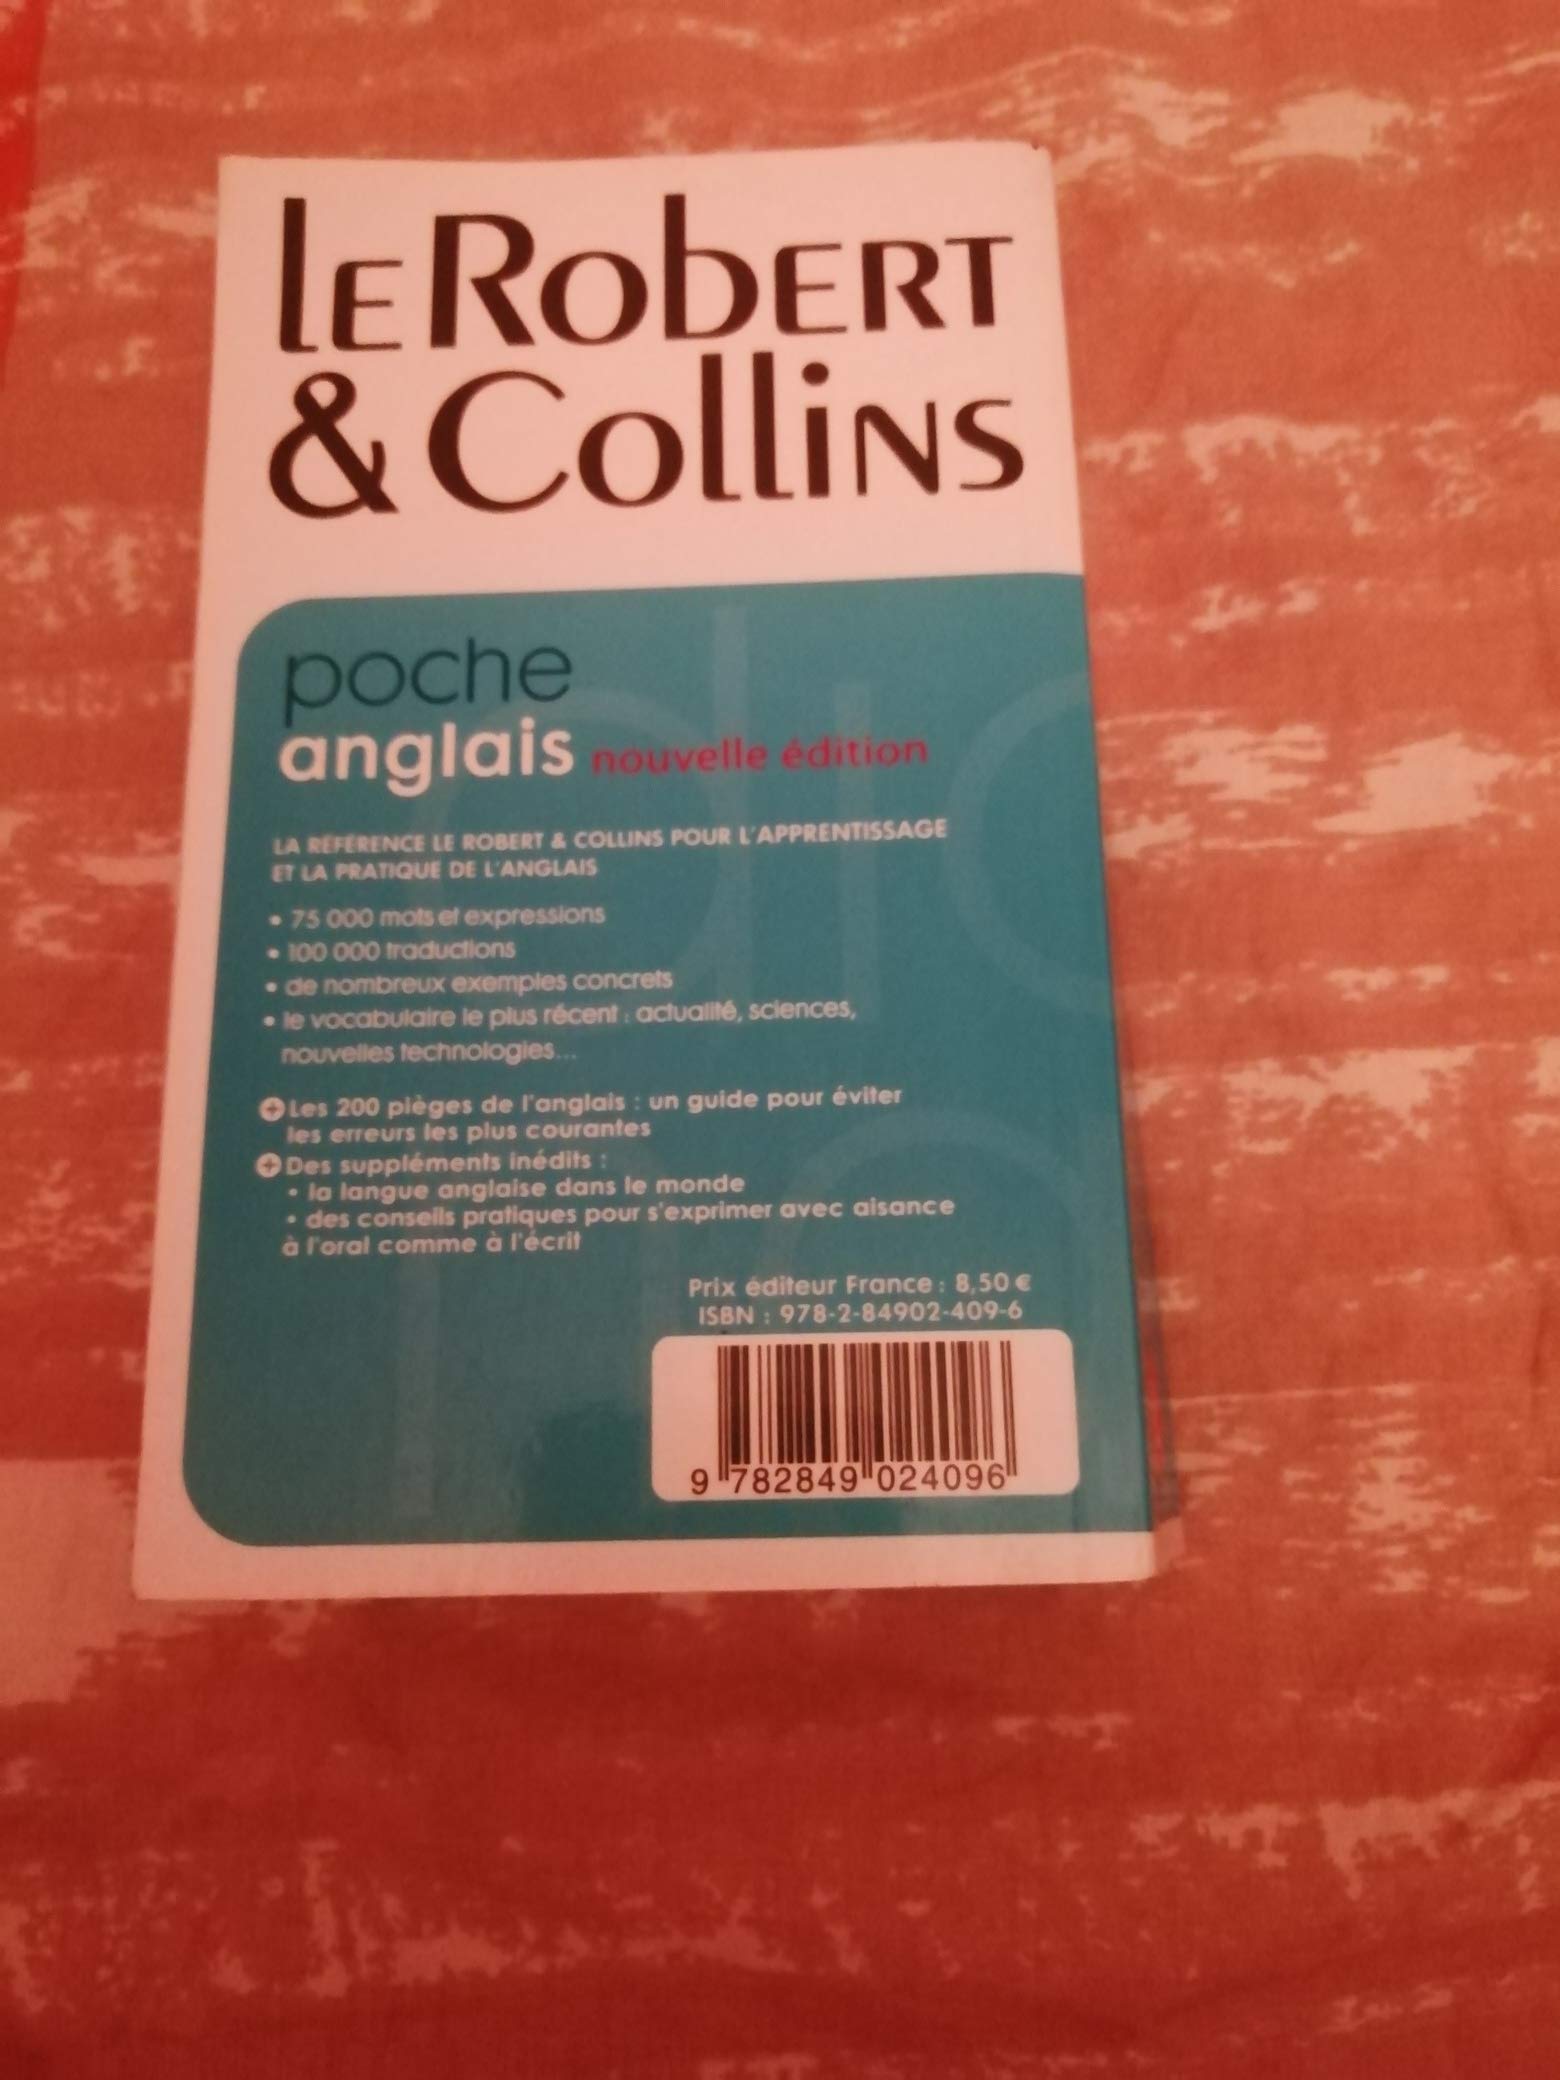 le Robert
& Collins
poche
anglais nouvelle édition
LA RÉFÉRENCE LE ROBERT & COLLINS POUR L'APPRENTISSAGE
ET LA PRATIQUE DE L'ANGLAIS
• 75 000 mots et expressions
• 100 000 traductions
• de nombreux exemples concrets
• le vocabulaire le plus récent : actualité, sciences,
nouvelles technologies...
+ Les 200 pièges de l'anglais : un guide pour éviter
les erreurs les plus courantes
+ Des suppléments inédits :
• la langue anglaise dans le monde
• des conseils pratiques pour s'exprimer avec aisance
à l'oral comme à l'écrit
Prix éditeur France : 8,50 €
ISBN : 978-2-84902-409-6
9 782849 024096